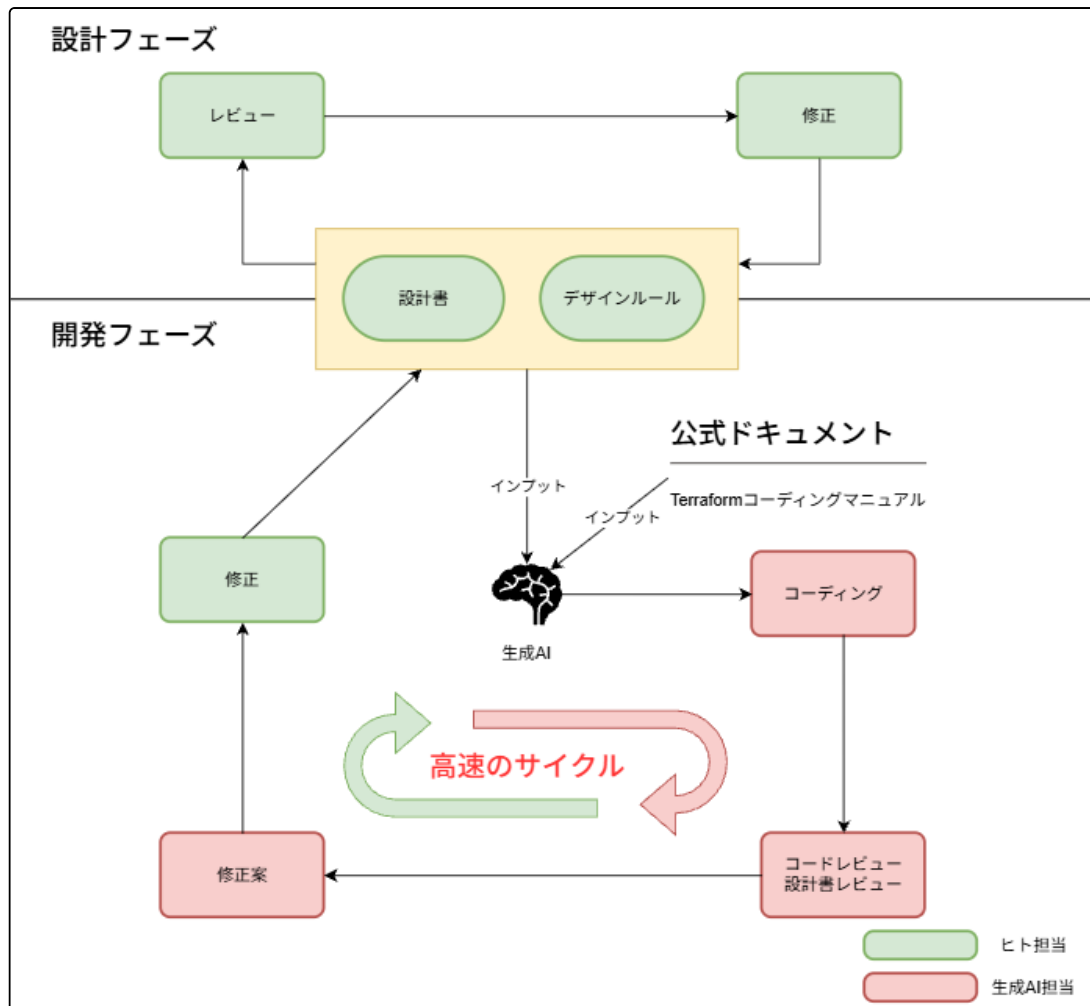 設計フェーズ
レビュー
修正
設計書
デザインルール
開発フェーズ
公式ドキュメント
Terraformコーディングマニュアル
インプット
インプット
修正
生成AI
コーディング
高速のサイクル
修正案
コードレビュー
設計書レビュー
ヒト担当
生成AI担当